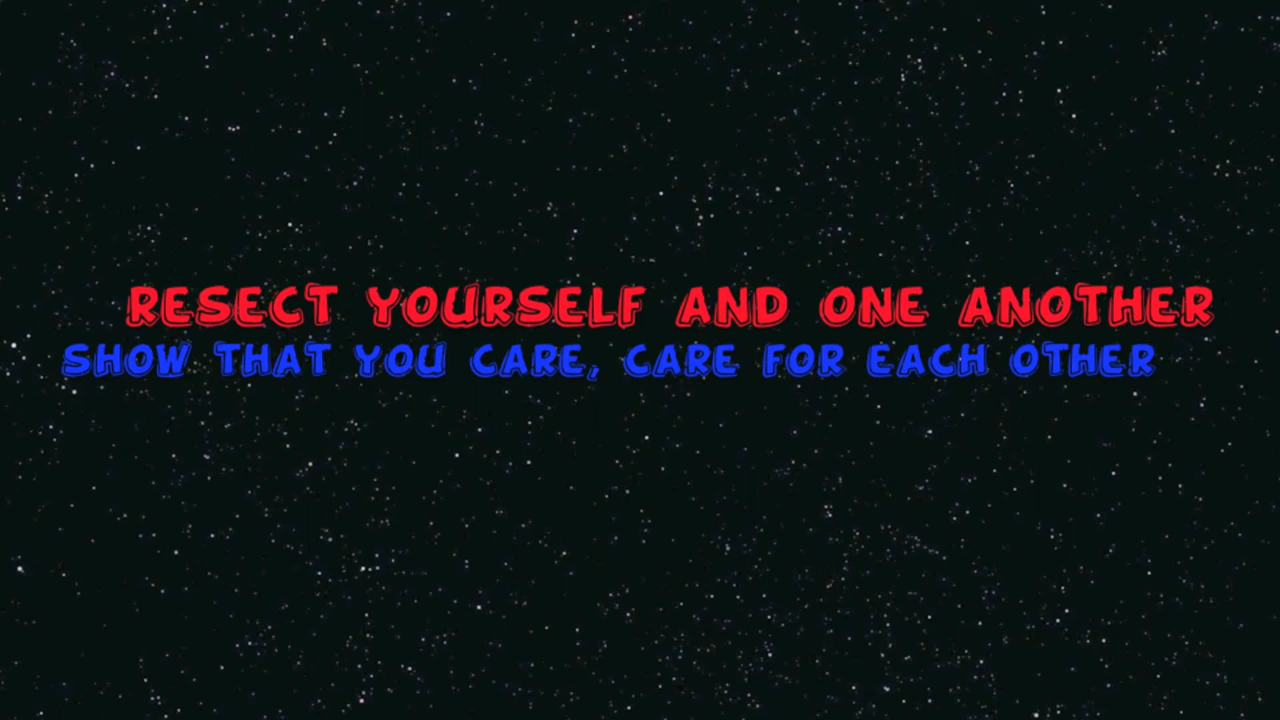 RESECT YOURSELF AND ONE ANOTHER
SHOW THAT YOU CARE, CARE FOR EACH OTHER